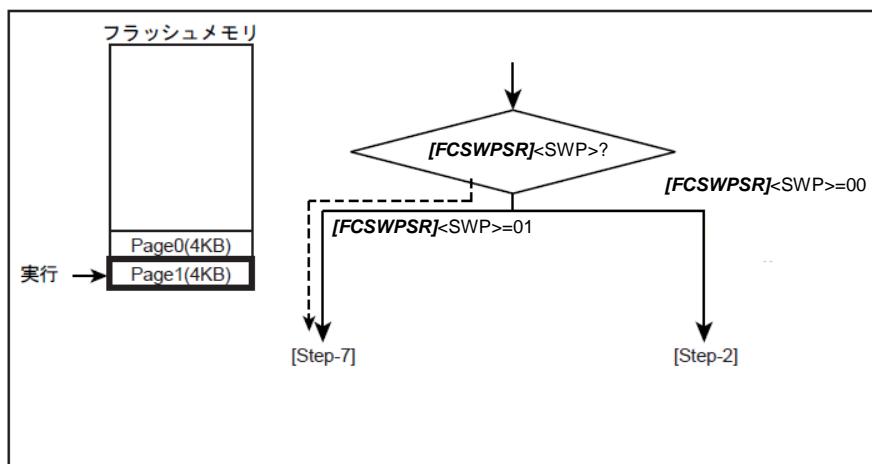 フラッシュメモリ
[FCSWPSR]<SWP>?
[FCSWPSR]<SWP>=00
[FCSWPSR]<SWP>=01
Page0(4KB)
実行
Page1(4KB)
[Step-7]
[Step-2]